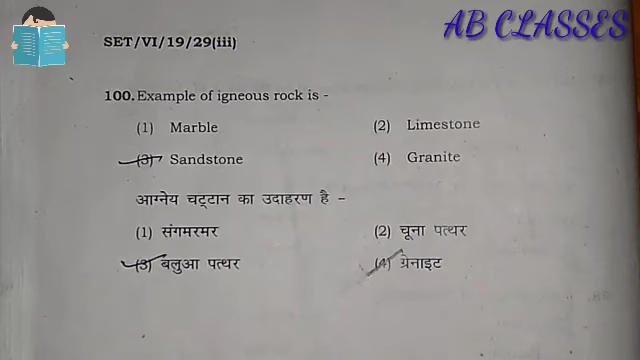 AB CLASSES
SET/VI/19/29(iii)
100. Example of igneous rock is -
(1) Marble (2) Limestone
(3) Sandstone (4) Granite
आग्नेय चट्टान का उदाहरण है –
(1) संगमरमर (2) चूना पत्थर
(3) बलुआ पत्थर (4) ग्रेनाइट